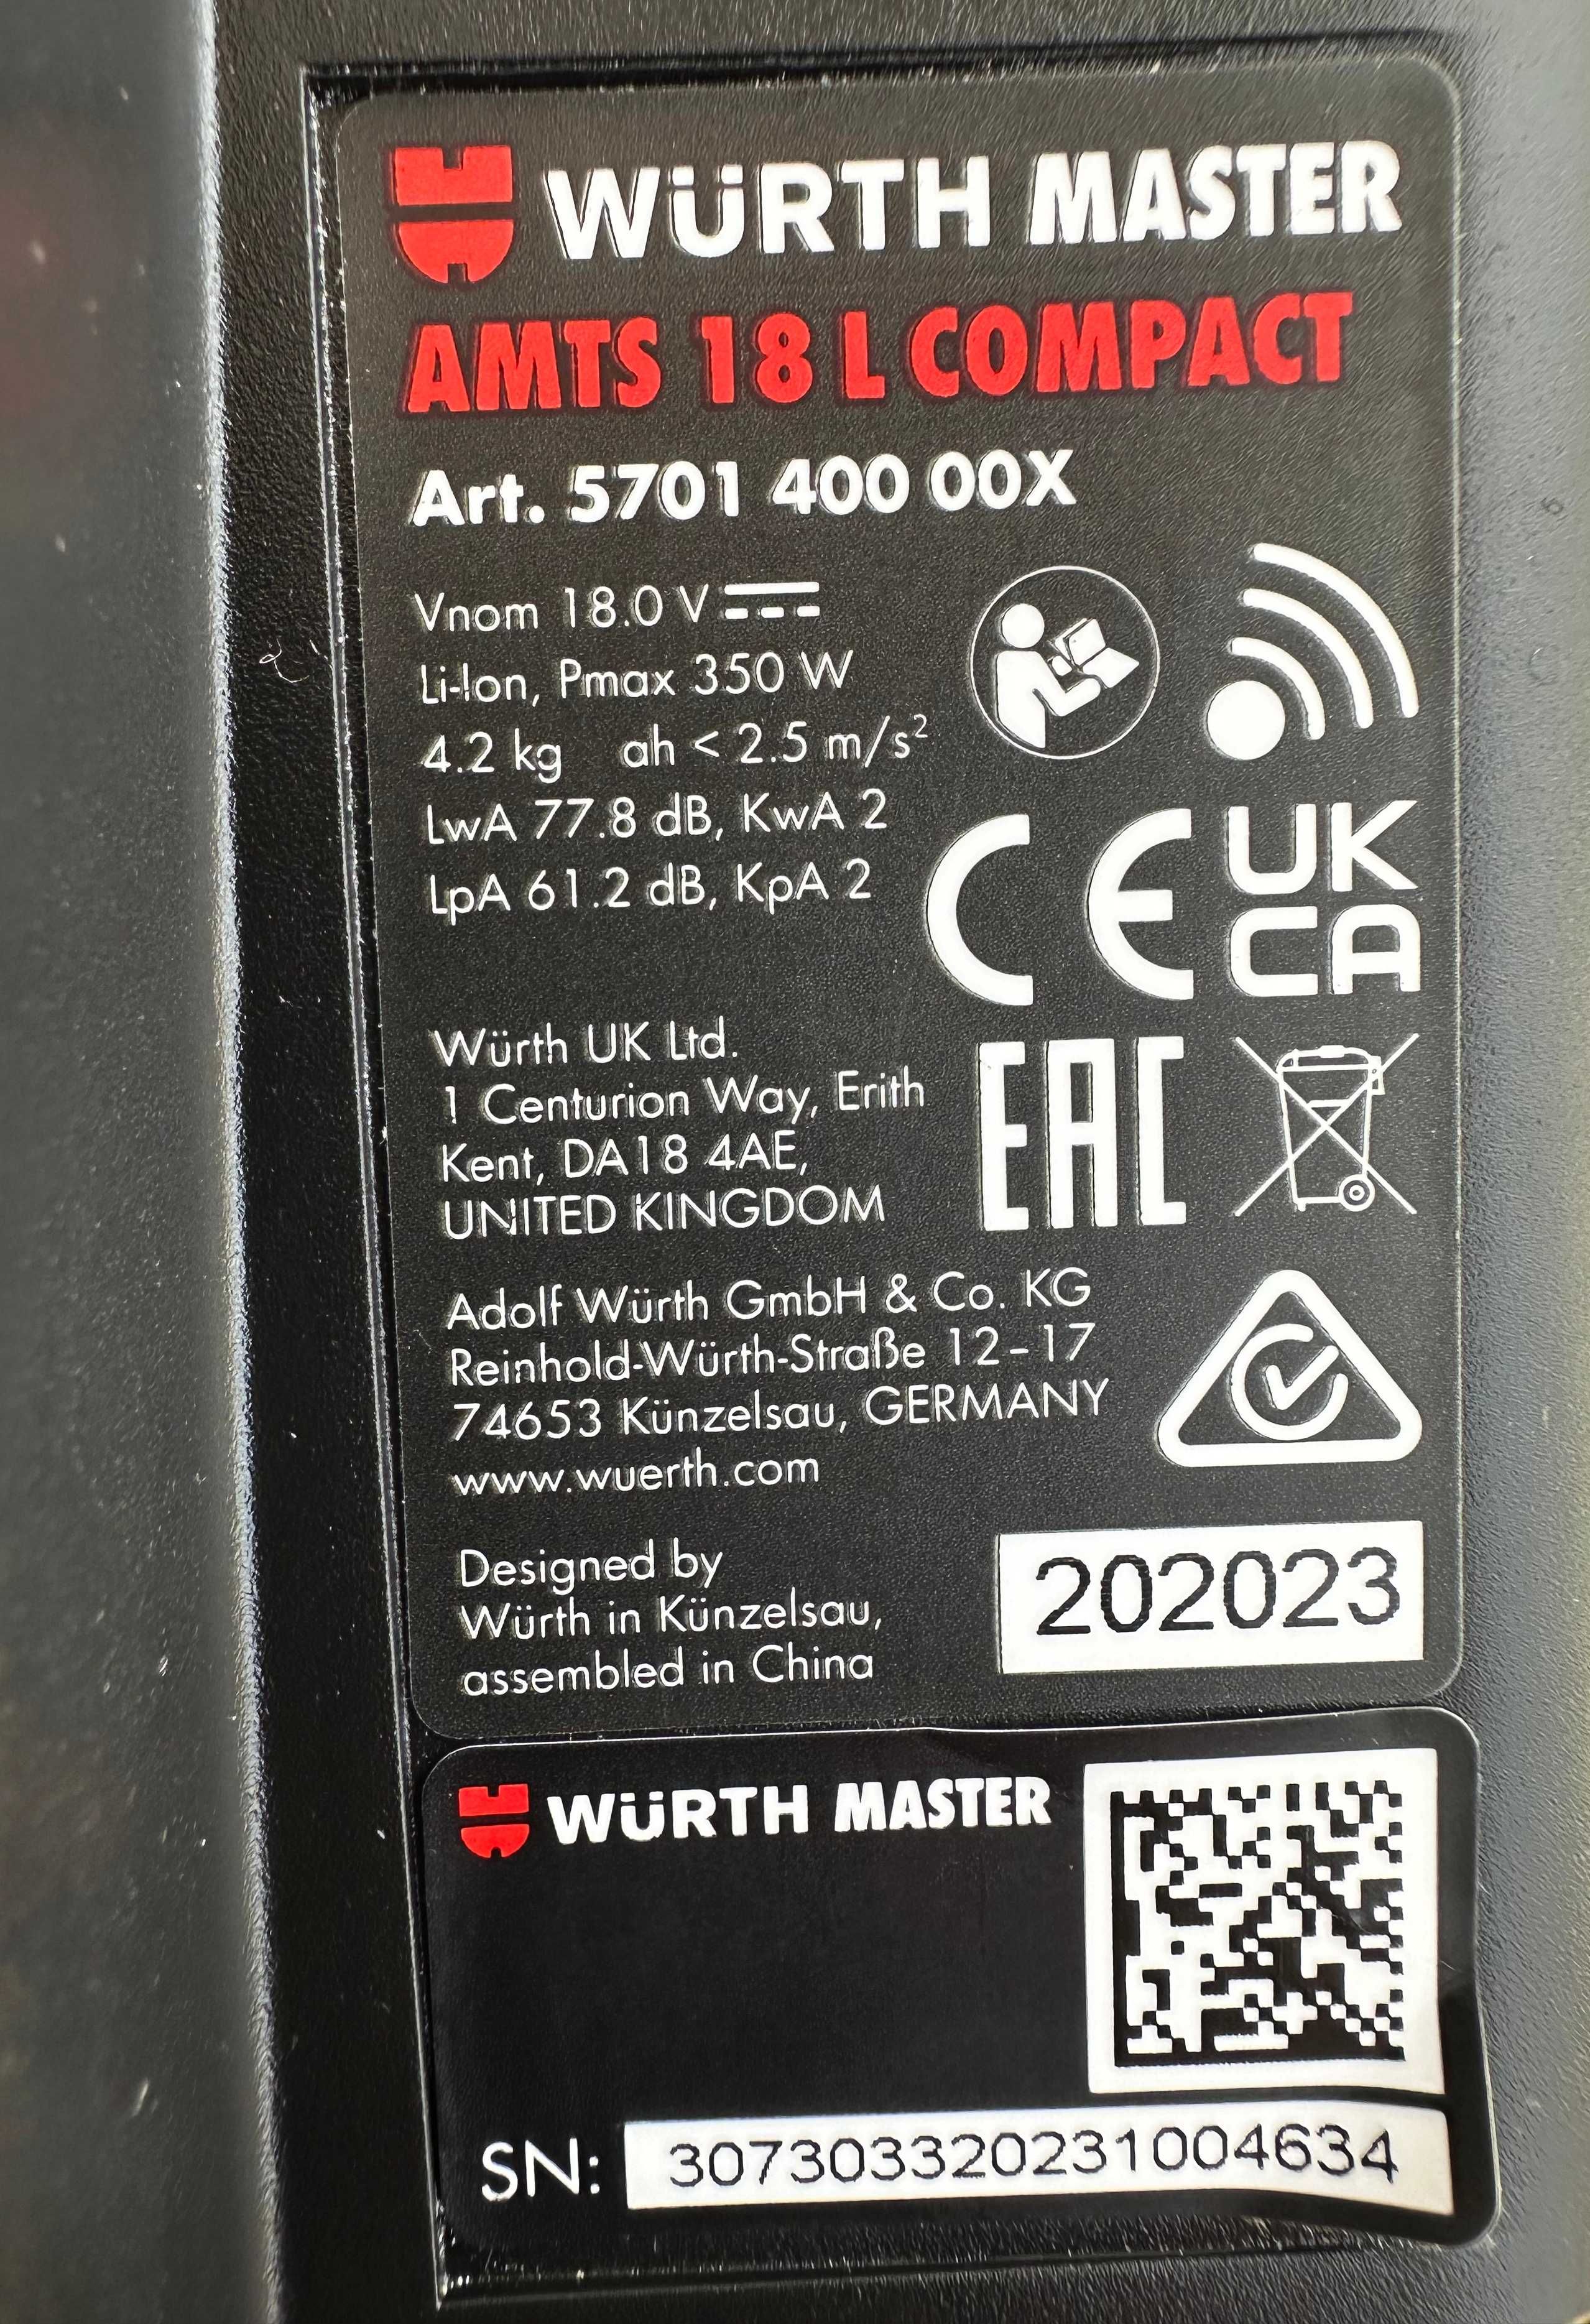 WÜRTH MASTER
AMTS 18 L COMPACT
Art. 5701 400 00X
Vnom 18.0 V
Li-Ion, Pmax 350 W
4.2 kg ah < 2.5 m/s²
LwA 77.8 dB, KwA 2
LpA 61.2 dB, KpA 2
CE
UK
CA
Würth UK Ltd.
1 Centurion Way, Erith
Kent, DA18 4AE,
UNITED KINGDOM
EAC
Adolf Würth GmbH & Co. KG
Reinhold-Würth-Straße 12–17
74653 Künzelsau, GERMANY
www.wuerth.com
Designed by
Würth in Künzelsau,
assembled in China
202023
WÜRTH MASTER
SN: 307303320231004634